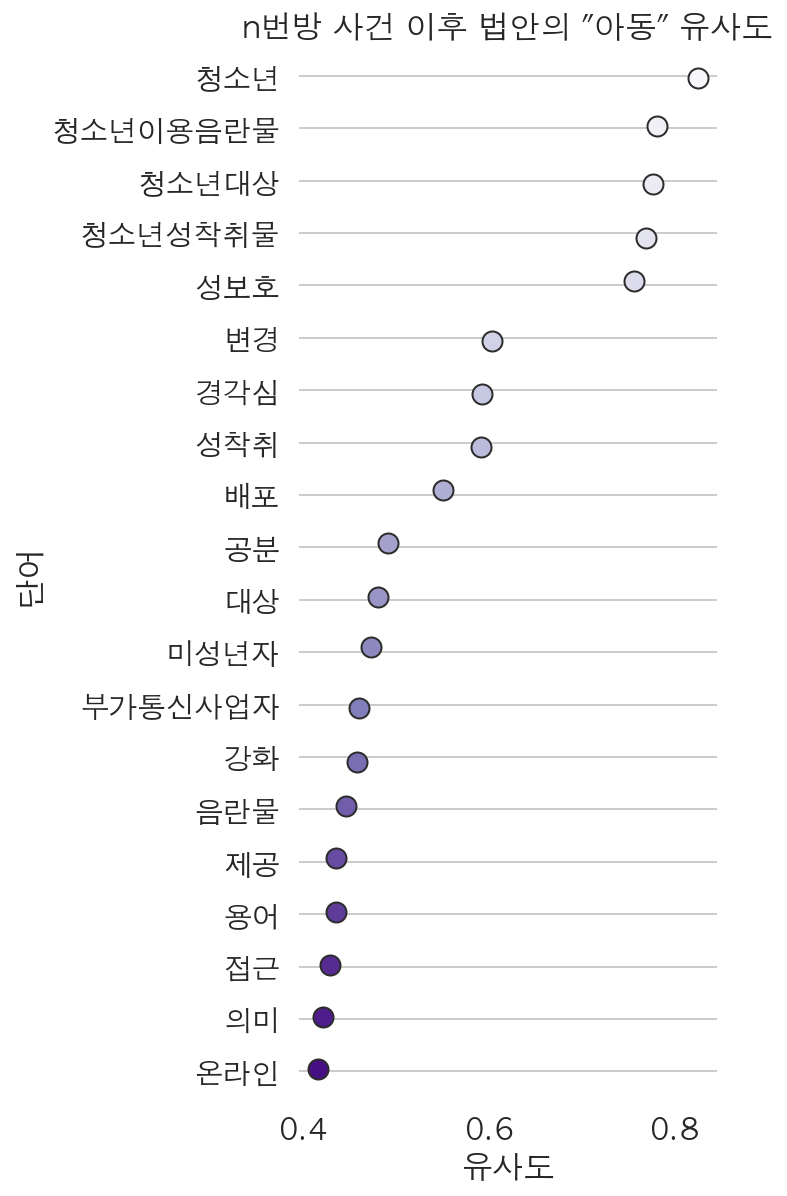 n번방 사건 이후 법안의 "아동" 유사도
청소년
청소년이용음란물
청소년대상
청소년성착취물
성보호
변경
경각심
성착취
배포
공분
대상
미성년자
부가통신사업자
강화
음란물
제공
용어
접근
의미
온라인
단어
0.4 0.6 0.8
유사도